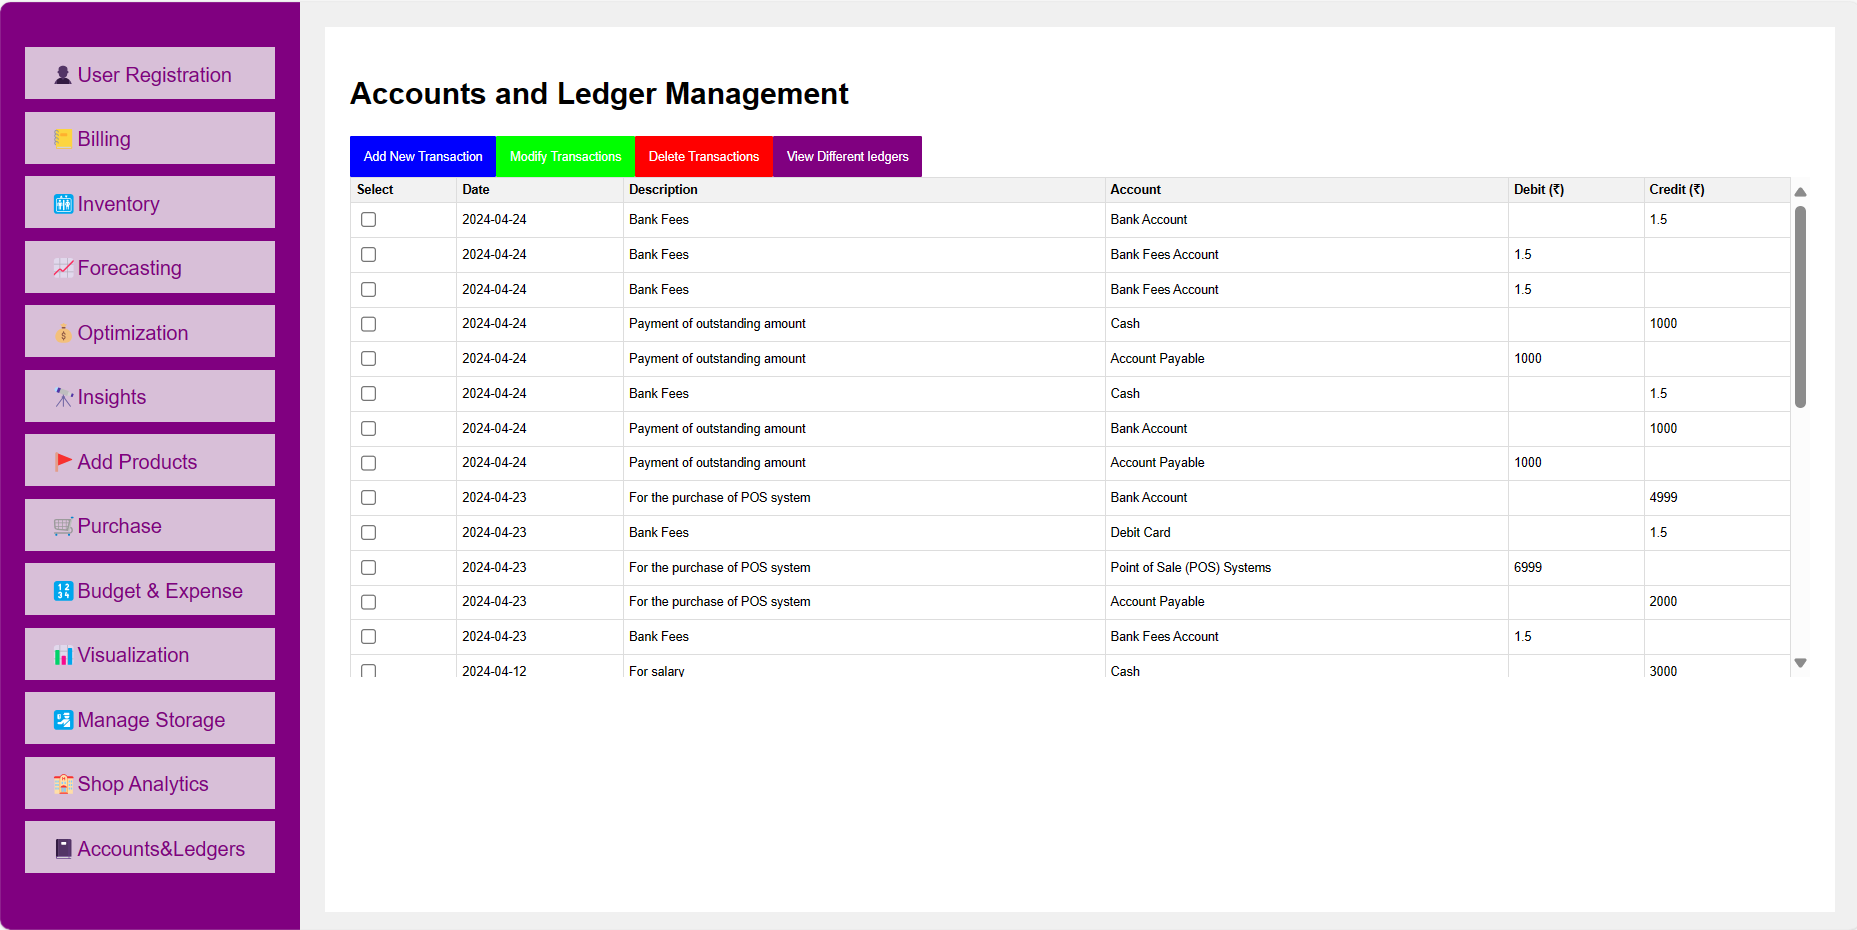 User Registration
Billing
Inventory
Forecasting
Optimization
Insights
Add Products
Purchase
Budget & Expense
Visualization
Manage Storage
Shop Analytics
Accounts&Ledgers
Accounts and Ledger Management
Add New Transaction Modify Transactions Delete Transactions View Different ledgers
Select Date Description Account Debit (₹) Credit (₹)
2024-04-24 Bank Fees Bank Account 1.5
2024-04-24 Bank Fees Bank Fees Account 1.5
2024-04-24 Bank Fees Bank Fees Account 1.5
2024-04-24 Payment of outstanding amount Cash 1000
2024-04-24 Payment of outstanding amount Account Payable 1000
2024-04-24 Bank Fees Cash 1.5
2024-04-24 Payment of outstanding amount Bank Account 1000
2024-04-24 Payment of outstanding amount Account Payable 1000
2024-04-23 For the purchase of POS system Bank Account 4999
2024-04-23 Bank Fees Debit Card 1.5
2024-04-23 For the purchase of POS system Point of Sale (POS) Systems 6999
2024-04-23 For the purchase of POS system Account Payable 2000
2024-04-23 Bank Fees Bank Fees Account 1.5
2024-04-12 For salary Cash 3000